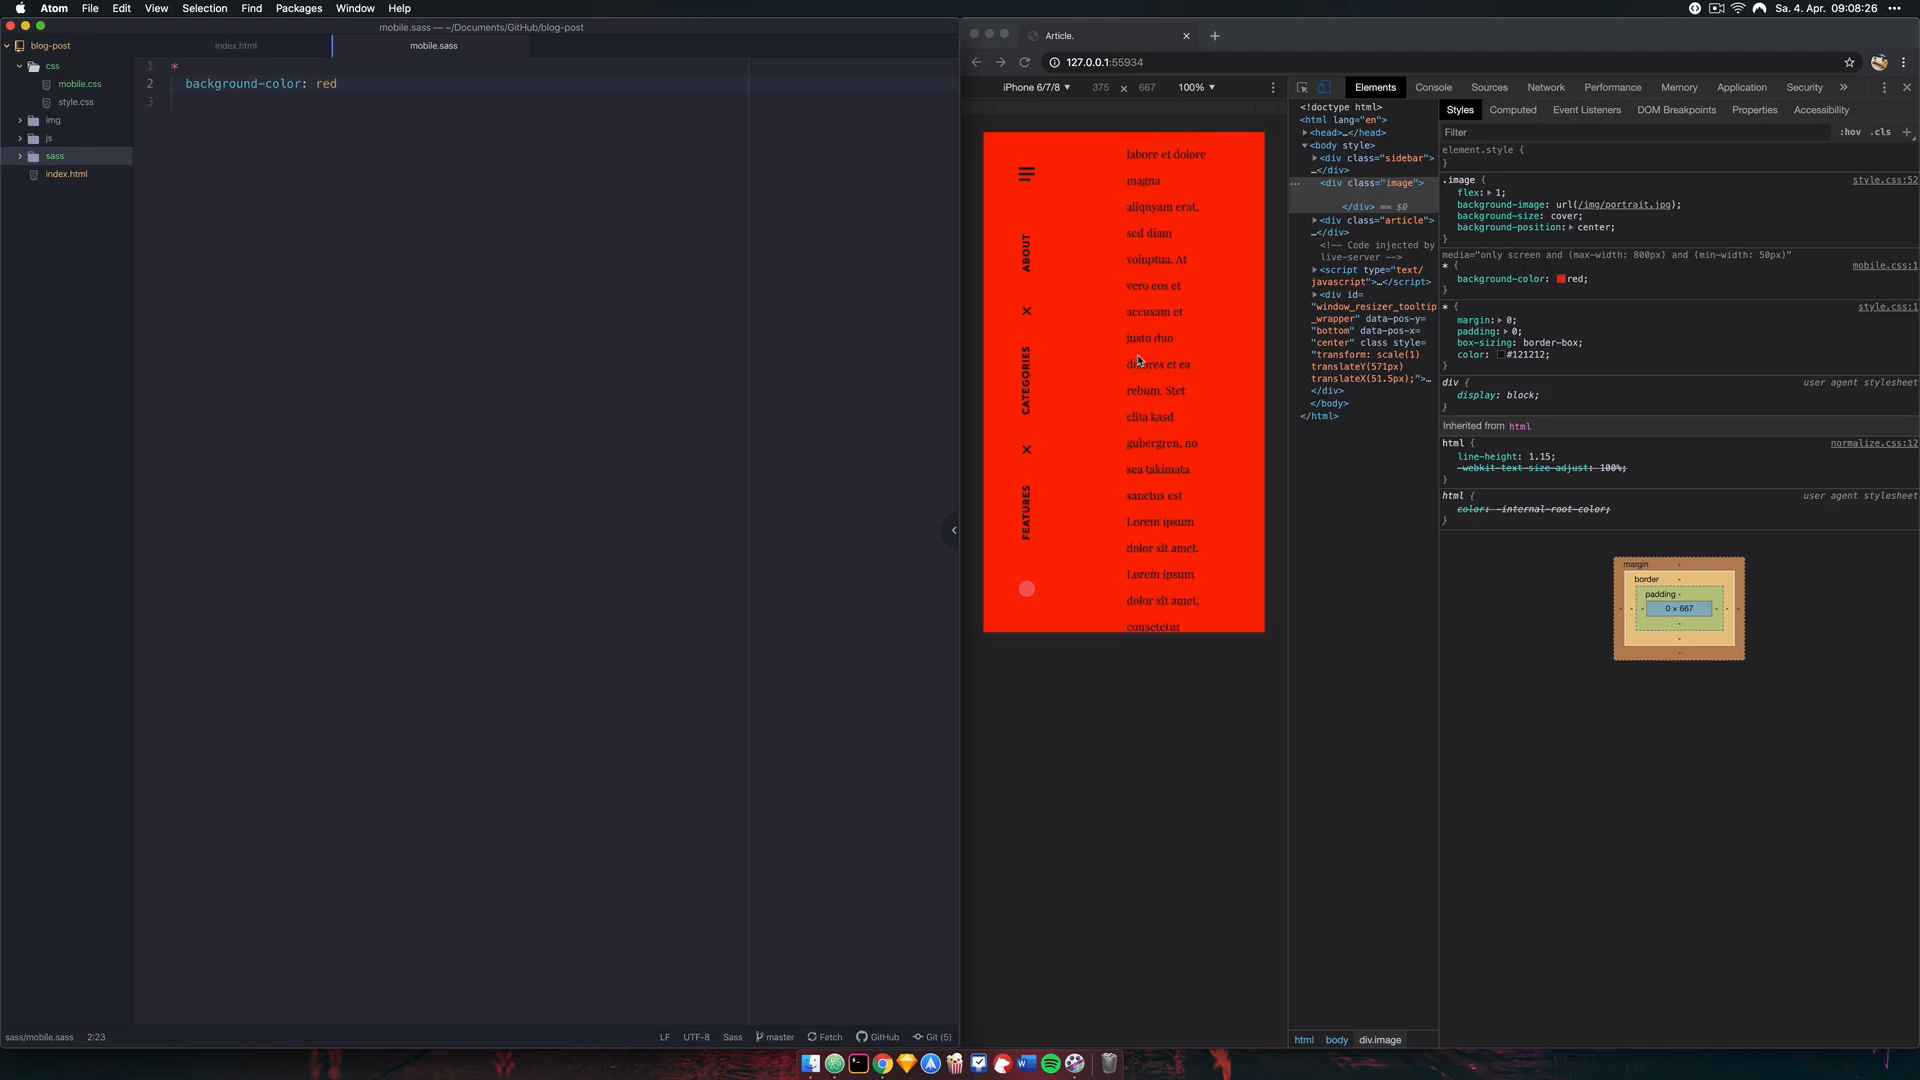 Atom File Edit View Selection Find Packages Window Help
Sa. 4. Apr. 09:08:26
mobile.sass — ~/Documents/GitHub/blog-post
blog-post
css
mobile.css
style.css
img
js
sass
index.html
index.html
mobile.sass
1 *
2 background-color: red
3
sass/mobile.sass 2:23
LF UTF-8 Sass master Fetch GitHub Git (5)
Article.
127.0.0.1:55934
iPhone 6/7/8 375 × 667 100%
labore et dolore
magna
aliqnyam erat,
sed diam
voluptua. At
vero eos et
accusam et
justo duo
dolores et ea
rebum. Stet
clita kasd
gubergren, no
sea takimata
sanctus est
Lorem ipsum
dolor sit amet.
Lorem ipsum
dolor sit amet,
consetetur
ABOUT
CATEGORIES
FEATURES
Elements Console Sources Network Performance Memory Application Security
<!doctype html>
<html lang="en">
<head>…</head>
<body style>
<div class="sidebar">
…</div>
<div class="image">
</div> == $0
<div class="article">
…</div>
<!-- Code injected by
live-server -->
<script type="text/
javascript">…</script>
<div id=
"window_resizer_tooltip
_wrapper" data-pos-y=
"bottom" data-pos-x=
"center" class style=
"transform: scale(1)
translateY(571px)
translateX(51.5px);">…
</div>
</body>
</html>
html body div.image
Styles Computed Event Listeners DOM Breakpoints Properties Accessibility
Filter :hov .cls +
element.style {
}
.image { style.css:52
flex: 1;
background-image: url(/img/portrait.jpg);
background-size: cover;
background-position: center;
}
media="only screen and (max-width: 800px) and (min-width: 50px)"
* { mobile.css:1
background-color: red;
}
* { style.css:1
margin: 0;
padding: 0;
box-sizing: border-box;
color: #121212;
}
div { user agent stylesheet
display: block;
}
Inherited from html
html { normalize.css:12
line-height: 1.15;
-webkit-text-size-adjust: 100%;
}
html { user agent stylesheet
color: -internal-root-color;
}
margin -
border -
padding -
0 × 667